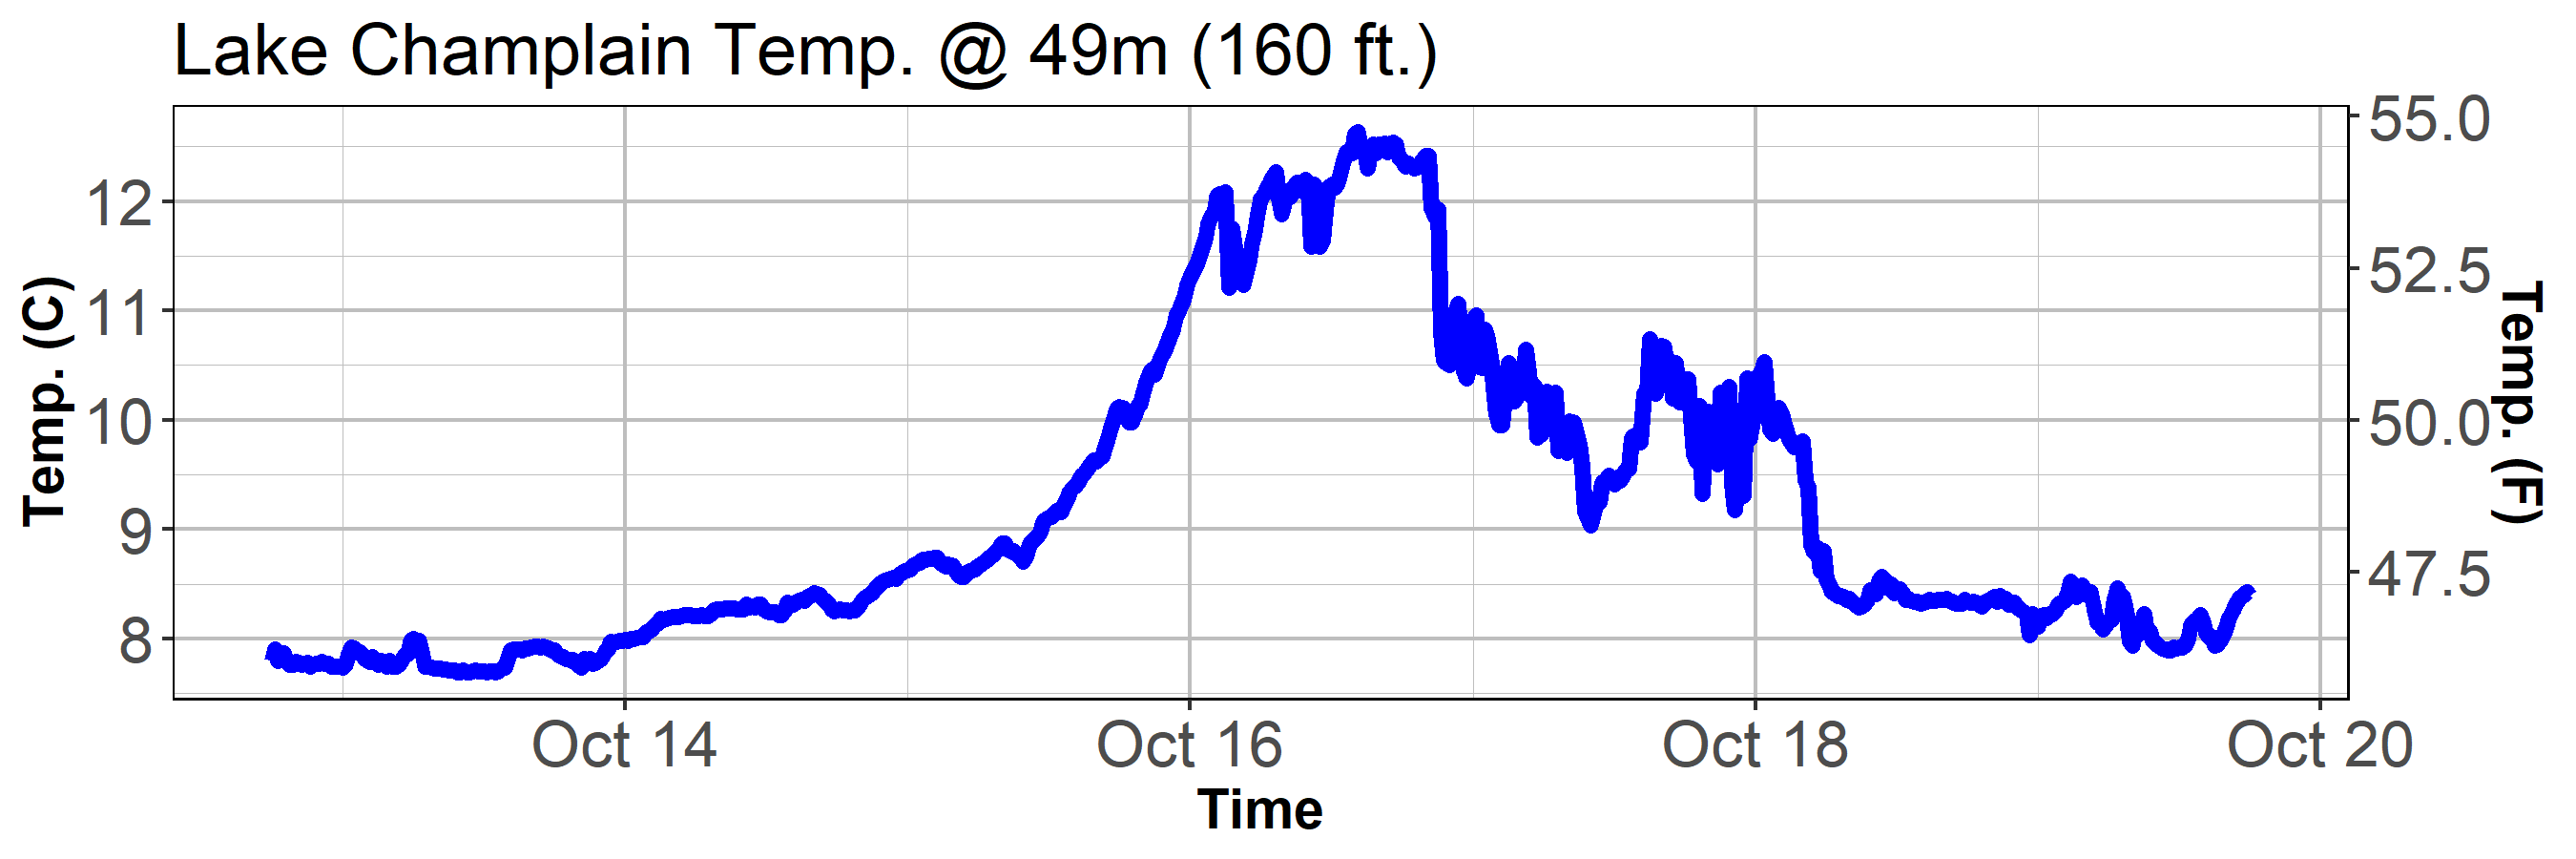 Lake Champlain Temp. @ 49m (160 ft.)
Temp. (C)
12
11
10
9
8
55.0
52.5
50.0
47.5
Temp. (F)
Oct 14 Oct 16 Oct 18 Oct 20
Time